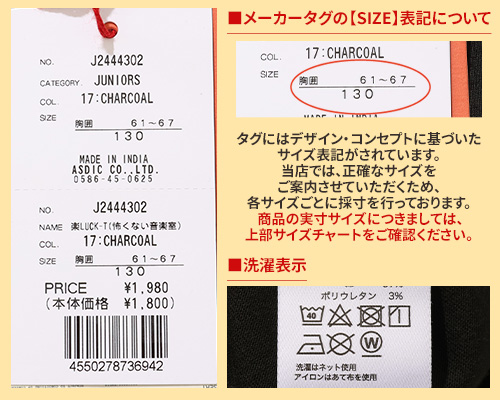 NO. J2444302
CATEGORY. JUNIORS
COL. 17:CHARCOAL
SIZE 胸囲 61~67
130
MADE IN INDIA
ASDIC CO.,LTD.
0586-45-0625
NO. J2444302
NAME 楽LUCK-T(怖くない音楽室)
COL. 17:CHARCOAL
SIZE 胸囲 61~67
130
PRICE ¥1,980
(本体価格 ¥1,800)
4550278736942
■メーカータグの【SIZE】表記について
COL. 17:CHARCOAL
SIZE 胸囲 61~67
130
タグにはデザイン・コンセプトに基づいた
サイズ表記がされています。
当店では、正確なサイズを
ご案内させていただくため、
各サイズごとに採寸を行っております。
商品の実寸サイズにつきましては、
上部サイズチャートをご確認ください。
■洗濯表示
ポリウレタン 3%
40
W
洗濯はネット使用
アイロンはあて布を使用